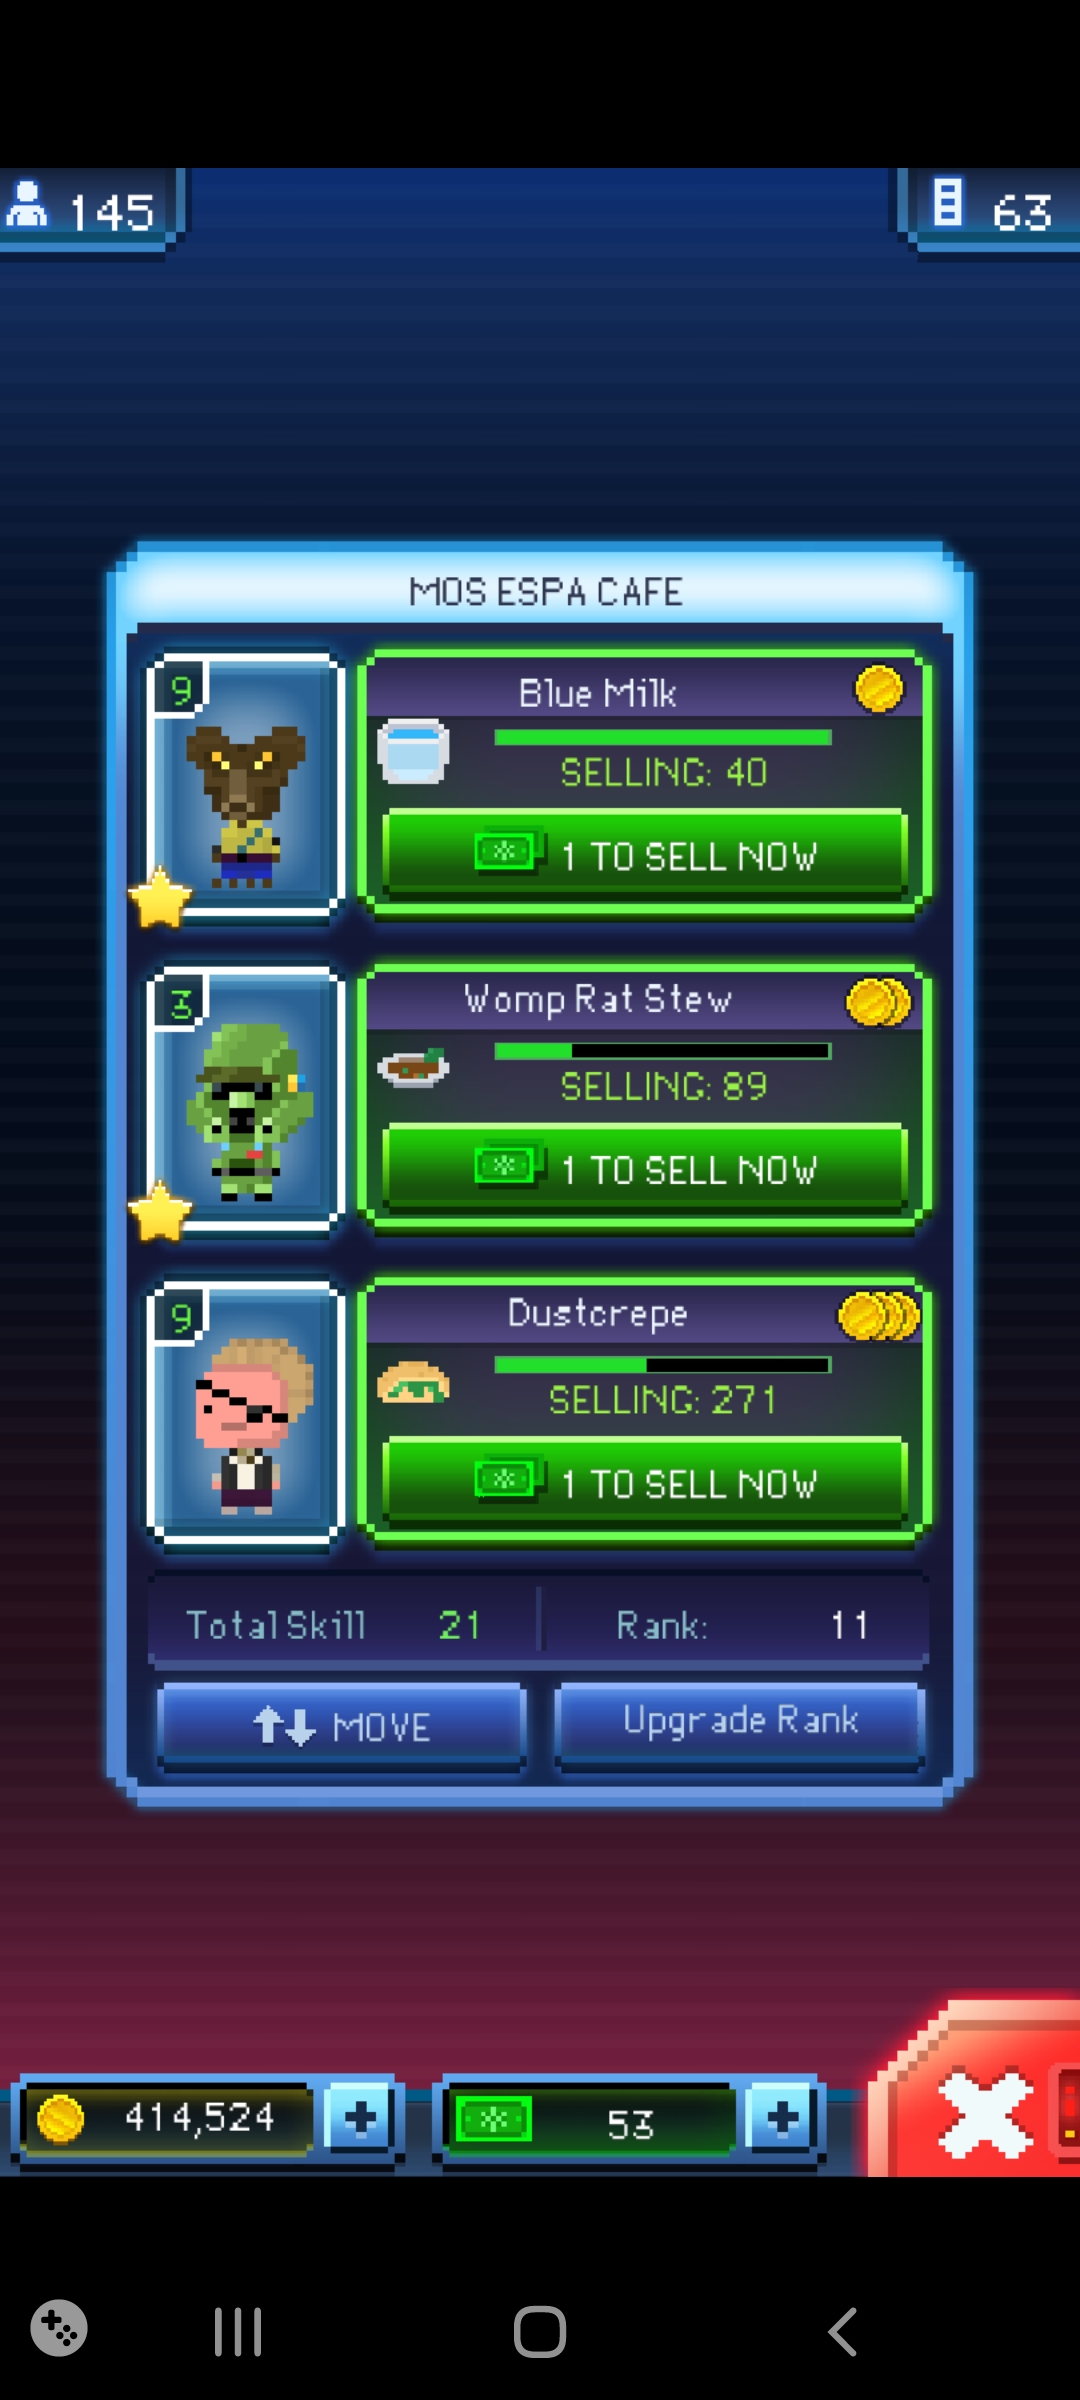 145
63
MOS ESPA CAFE
9
Blue Milk
SELLING: 40
1 TO SELL NOW
3
Womp Rat Stew
SELLING: 89
1 TO SELL NOW
9
Dustcrepe
SELLING: 271
1 TO SELL NOW
Total Skill 21 Rank: 11
MOVE Upgrade Rank
414,524 53